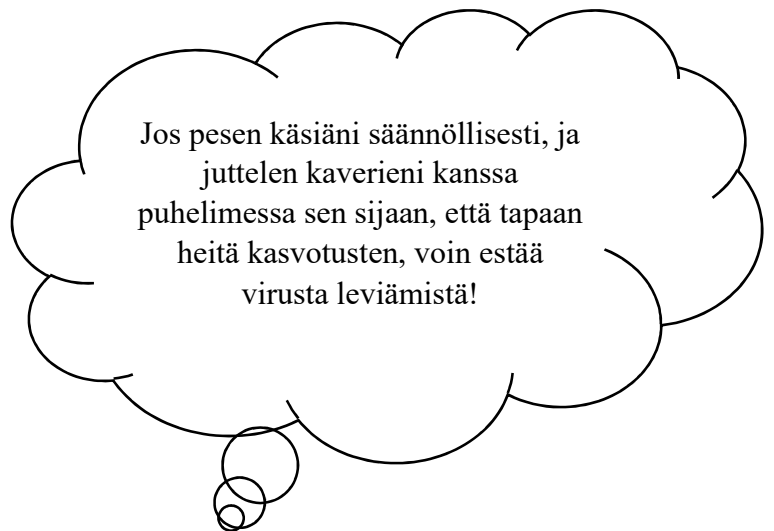 Jos pesen käsiäni säännöllisesti, ja
juttelen kaverieni kanssa
puhelimessa sen sijaan, että tapaan
heitä kasvotusten, voin estää
virusta leviämistä!